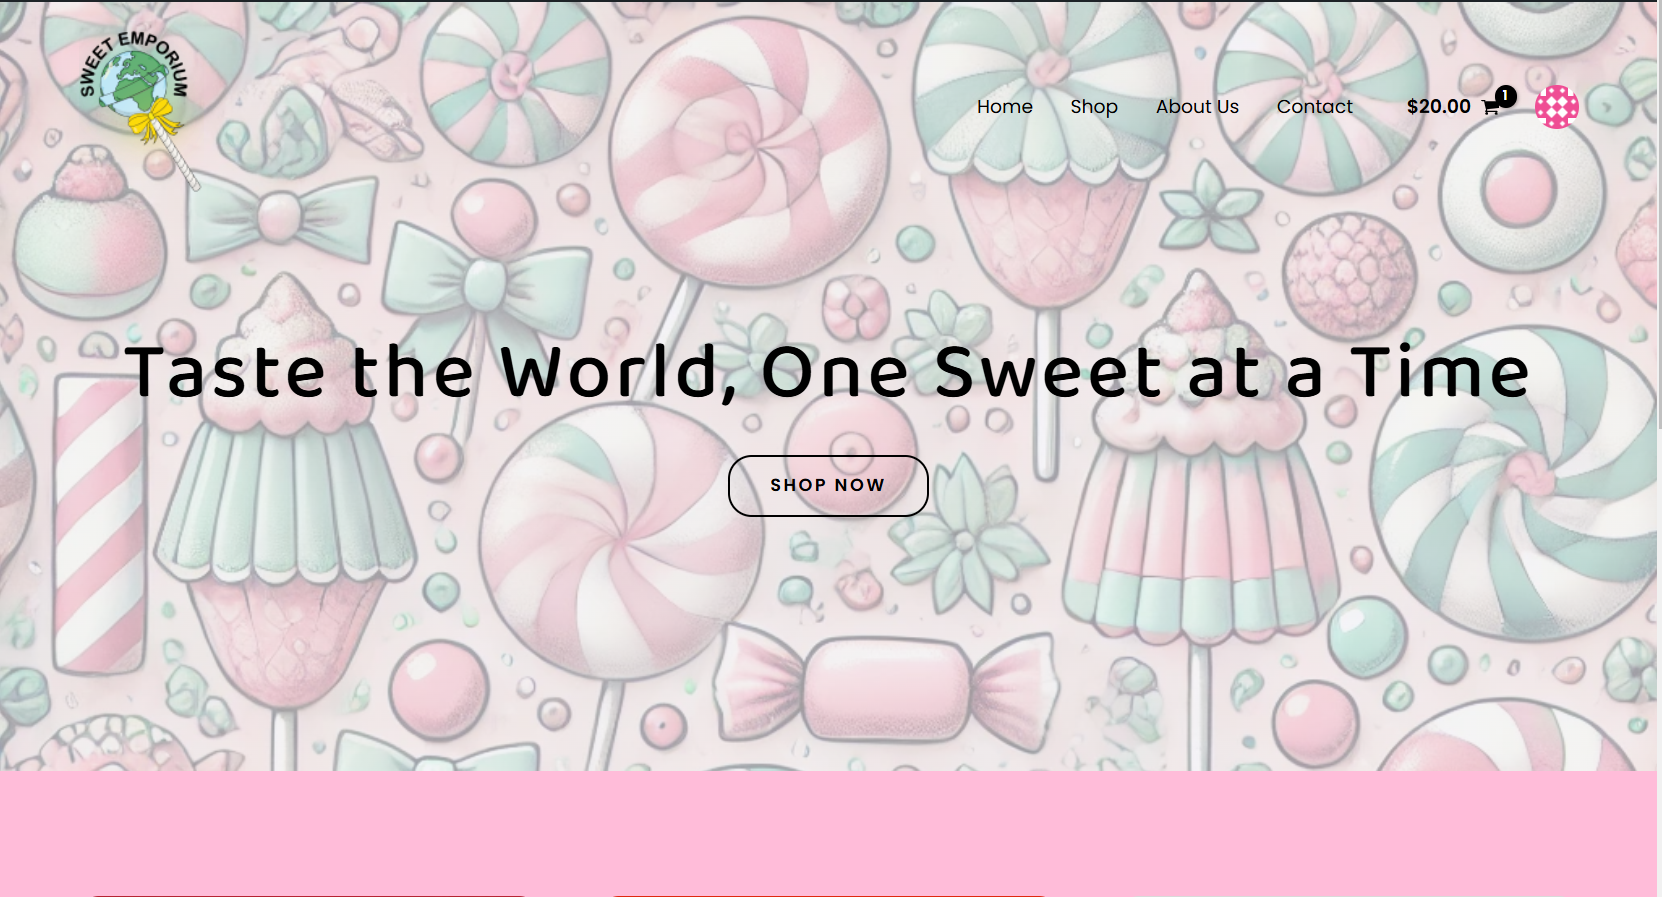 SWEET EMPORIUM
Home Shop About Us Contact $20.00 1
Taste the World, One Sweet at a Time
SHOP NOW